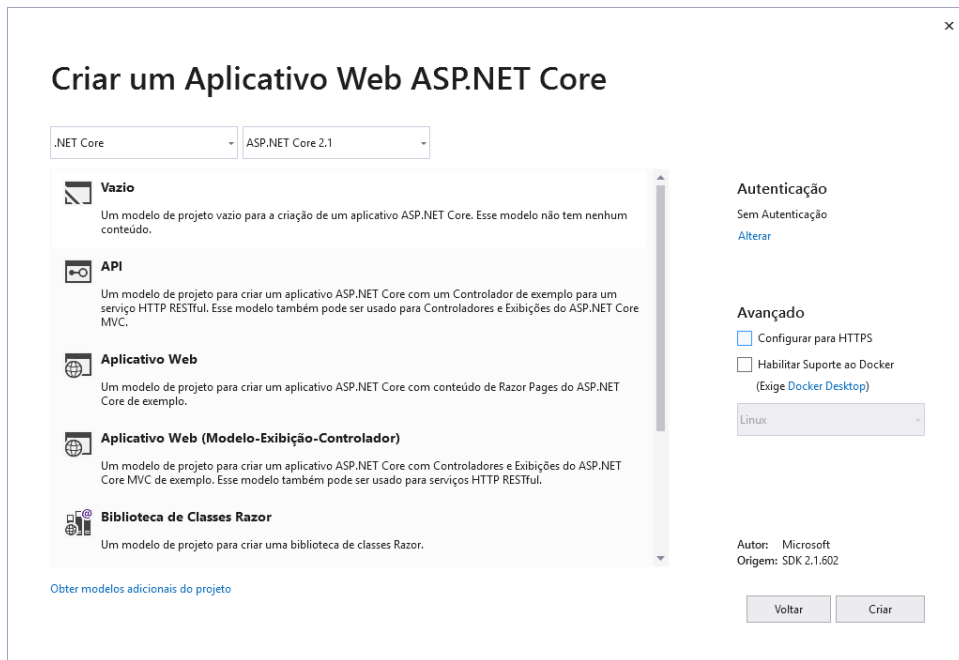 ×
Criar um Aplicativo Web ASP.NET Core
.NET Core
ASP.NET Core 2.1
Vazio
Um modelo de projeto vazio para a criação de um aplicativo ASP.NET Core. Esse modelo não tem nenhum
conteúdo.
API
Um modelo de projeto para criar um aplicativo ASP.NET Core com um Controlador de exemplo para um
serviço HTTP RESTful. Esse modelo também pode ser usado para Controladores e Exibições do ASP.NET Core
MVC.
Aplicativo Web
Um modelo de projeto para criar um aplicativo ASP.NET Core com conteúdo de Razor Pages do ASP.NET
Core de exemplo.
Aplicativo Web (Modelo-Exibição-Controlador)
Um modelo de projeto para criar um aplicativo ASP.NET Core com Controladores e Exibições do ASP.NET
Core MVC de exemplo. Esse modelo também pode ser usado para serviços HTTP RESTful.
Biblioteca de Classes Razor
Um modelo de projeto para criar uma biblioteca de classes Razor.
Obter modelos adicionais do projeto
Autenticação
Sem Autenticação
Alterar
Avançado
Configurar para HTTPS
Habilitar Suporte ao Docker
(Exige Docker Desktop)
Linux
Autor: Microsoft
Origem: SDK 2.1.602
Voltar
Criar